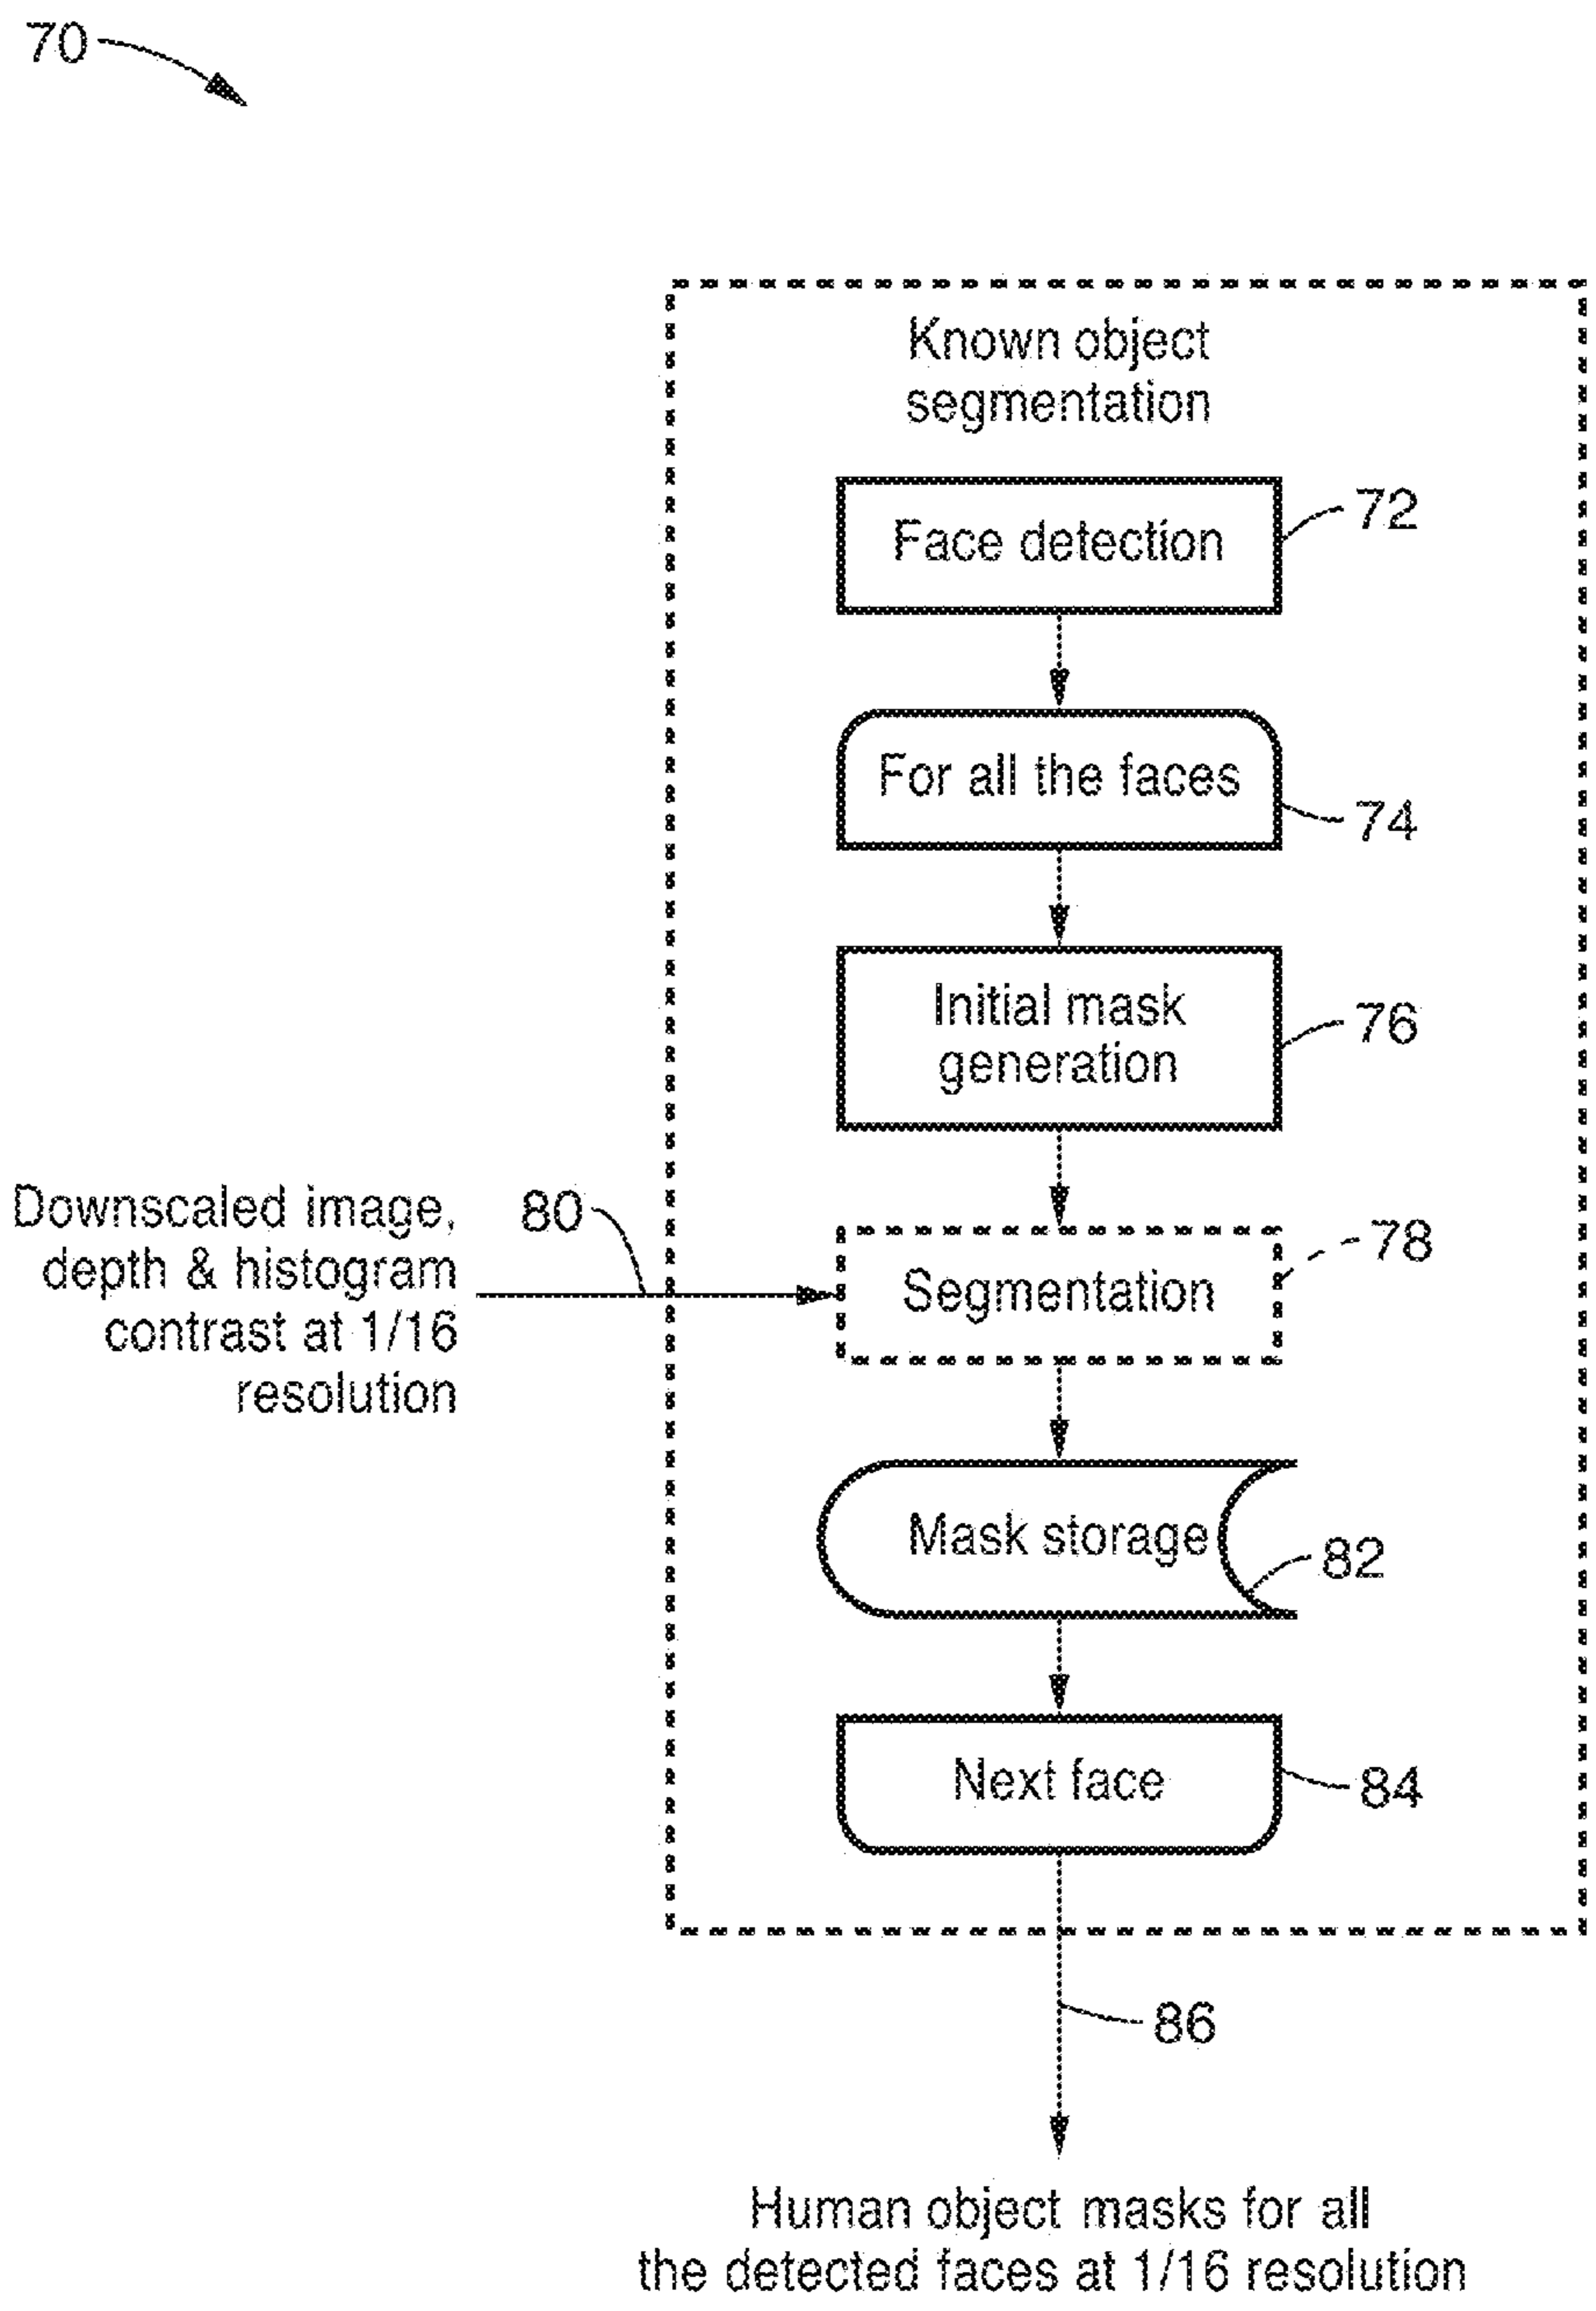 70
Known object
segmentation
Face detection
72
For all the faces
74
Initial mask
generation
76
Downscaled image,
depth & histogram
contrast at 1/16
resolution
80
Segmentation
78
Mask storage
82
Next face
84
86
Human object masks for all
the detected faces at 1/16 resolution